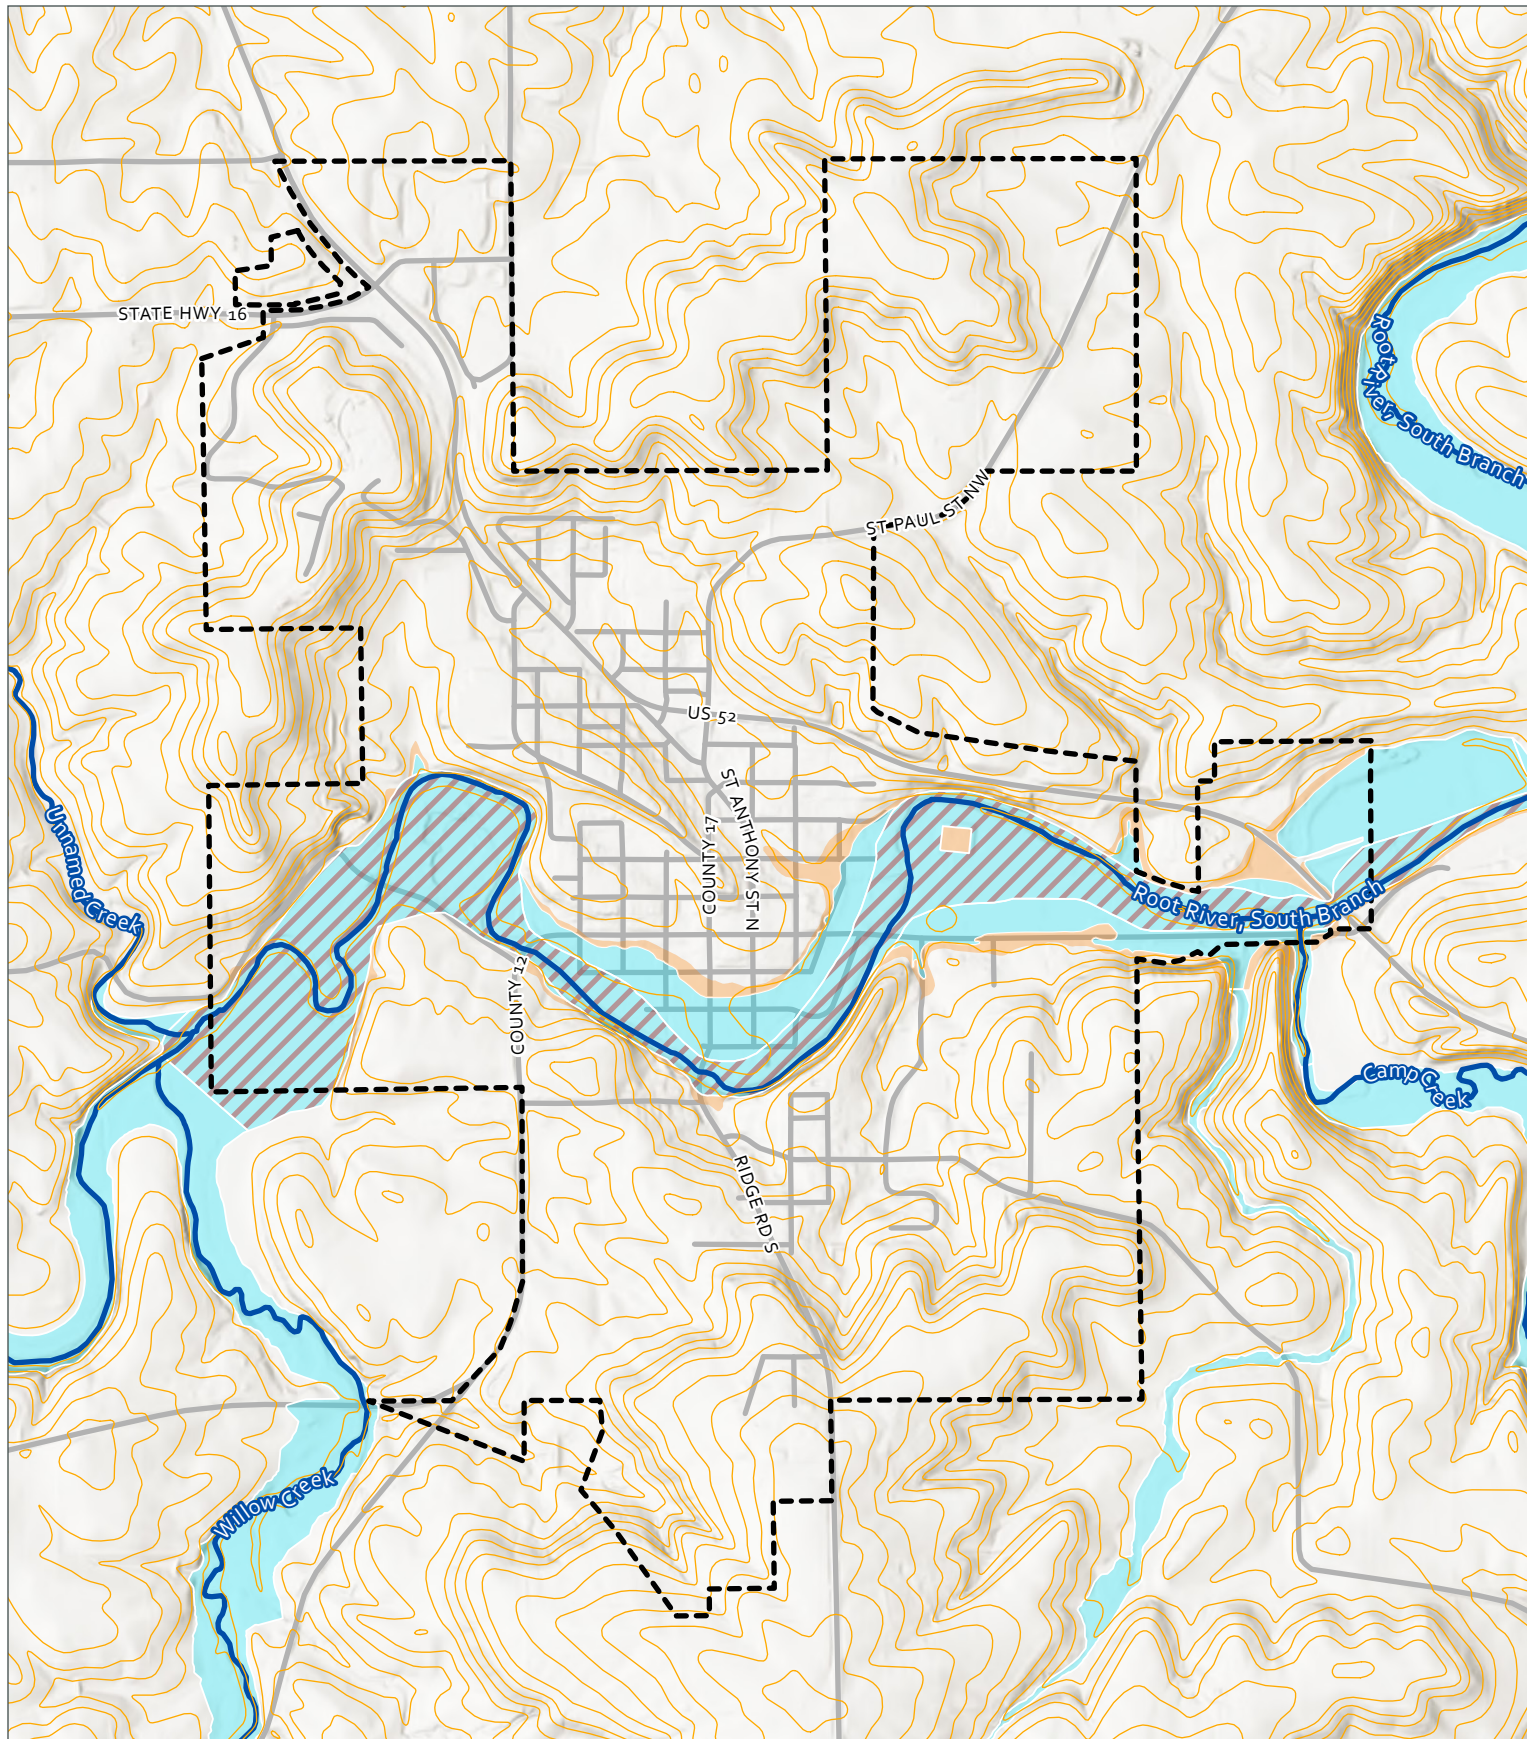 STATE HWY 16
Root River, South Branch
ST PAUL ST NW
US 52
ST ANTHONY ST N
COUNTY 17
Unnamed Creek
Root River, South Branch
COUNTY 12
Camp Creek
RIDGE RD S
Willow Creek